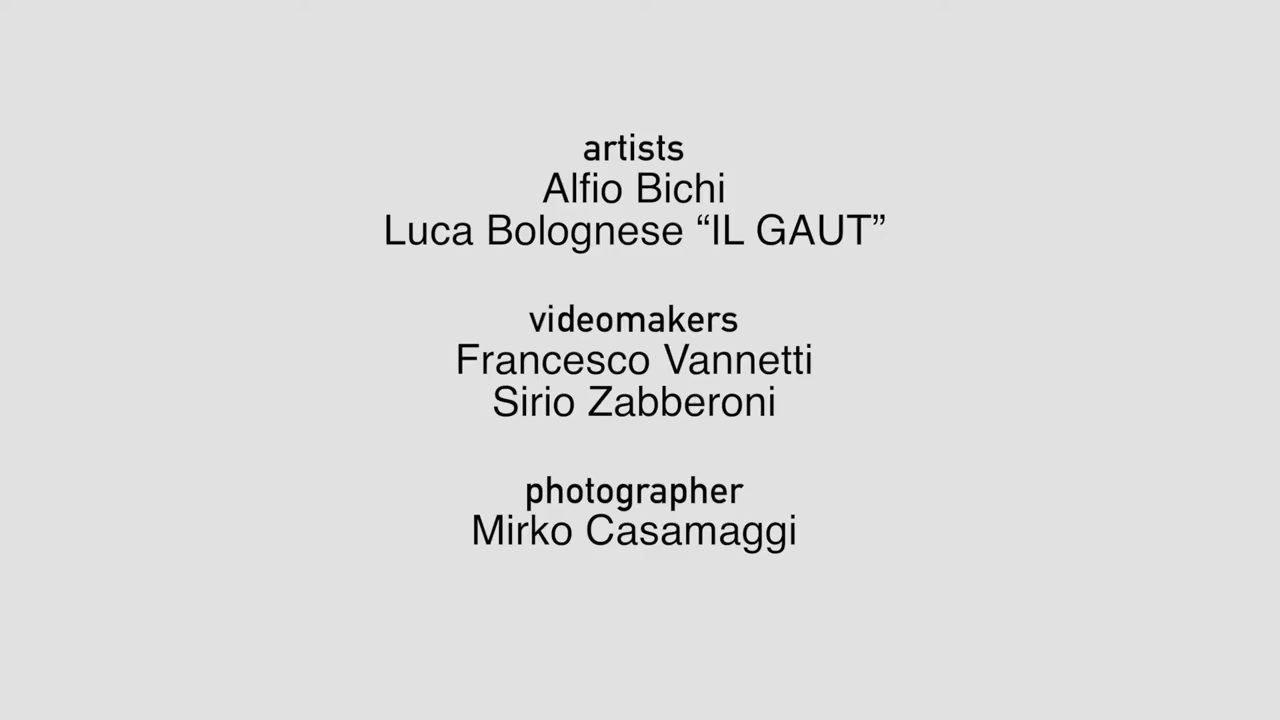 artists
Alfio Bichi
Luca Bolognese “IL GAUT”
videomakers
Francesco Vannetti
Sirio Zabberoni
photographer
Mirko Casamaggi